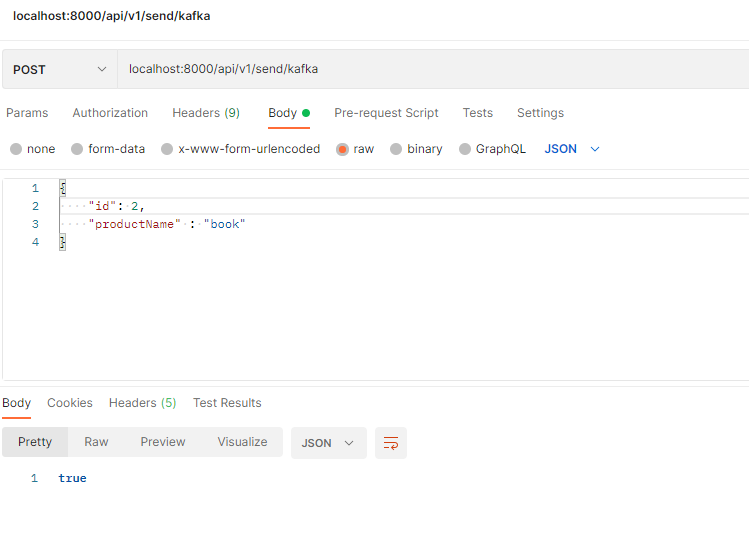 localhost:8000/api/v1/send/kafka
POST localhost:8000/api/v1/send/kafka
Params Authorization Headers (9) Body Pre-request Script Tests Settings
none form-data x-www-form-urlencoded raw binary GraphQL JSON
1 {
2 "id": 2,
3 "productName" : "book"
4 }
Body Cookies Headers (5) Test Results
Pretty Raw Preview Visualize JSON
1 true